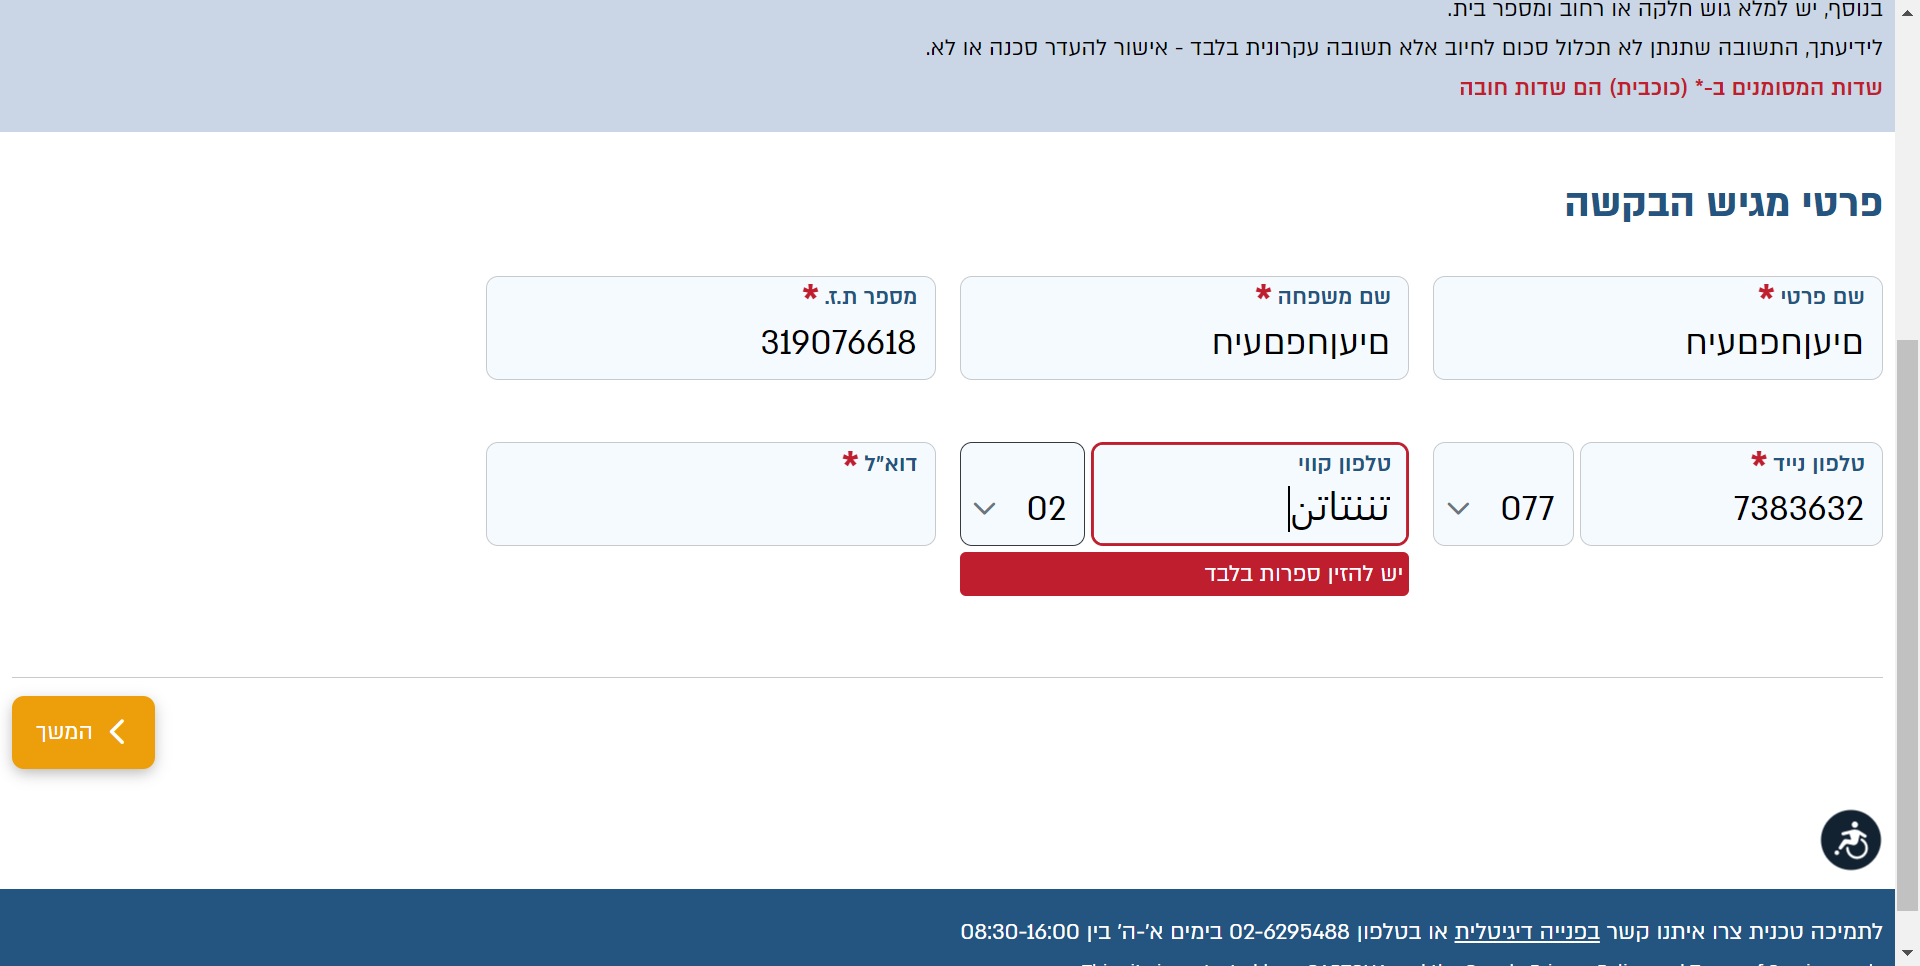 בנוסף, יש למלא גוש חלקה או רחוב ומספר בית.
לידיעתך, התשובה שתנתן לא תכלול סכום לחיוב אלא תשובה עקרונית בלבד - אישור להעדר סכנה או לא.
שדות המסומנים ב-* (כוכבית) הם שדות חובה
פרטי מגיש הבקשה
שם פרטי *
םיעןחפםעיח
שם משפחה *
םיעןחפםעיח
מספר ת.ז. *
319076618
טלפון נייד *
7383632
077
טלפון קווי
تننتاتن
02
יש להזין ספרות בלבד
דוא"ל *
המשך
לתמיכה טכנית צרו איתנו קשר בפנייה דיגיטלית או בטלפון 02-6295488 בימים א'-ה' בין 08:30-16:00